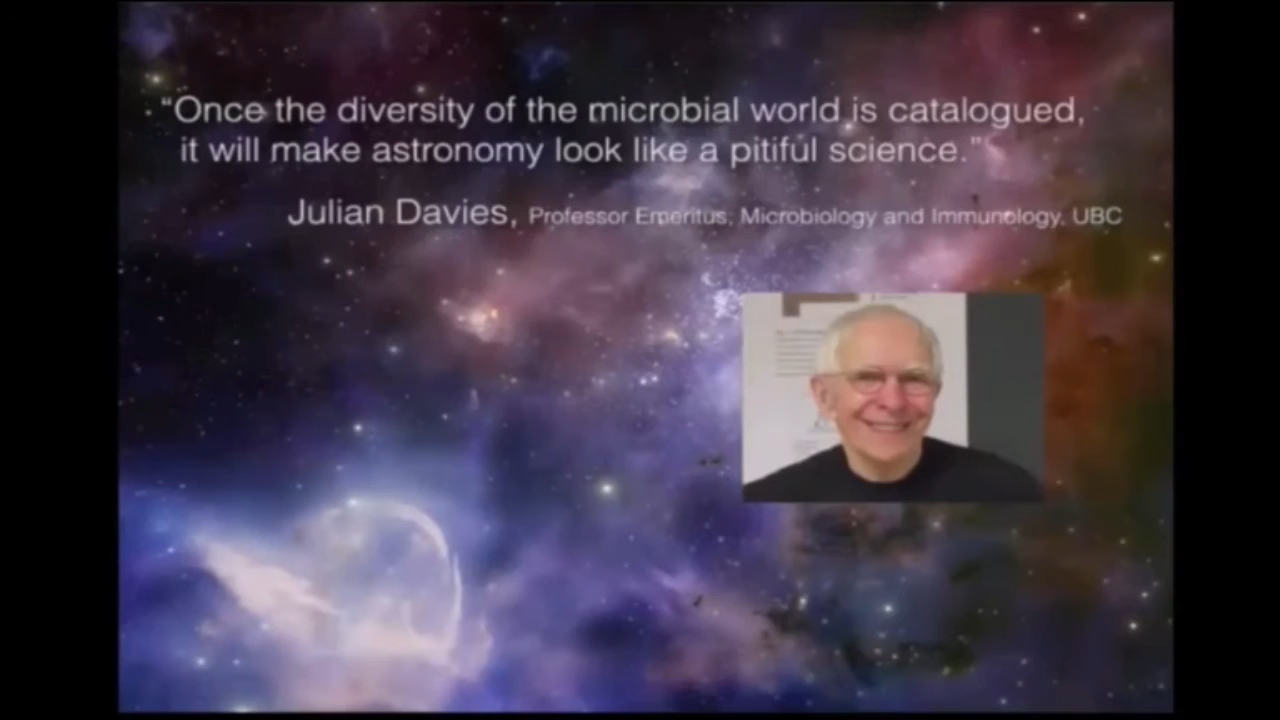 “Once the diversity of the microbial world is catalogued,
it will make astronomy look like a pitiful science.”
Julian Davies, Professor Emeritus, Microbiology and Immunology, UBC